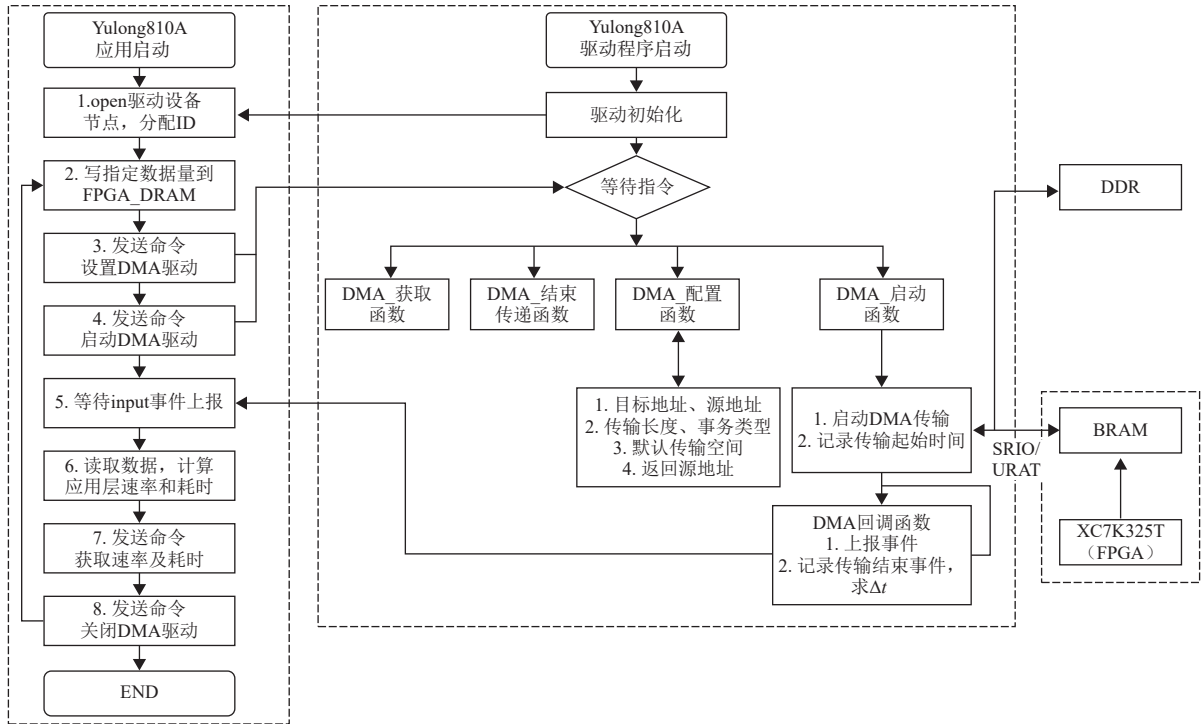 Yulong810A
应用启动
1.open驱动设备
节点，分配ID
2. 写指定数据量到
FPGA_DRAM
3. 发送命令
设置DMA驱动
4. 发送命令
启动DMA驱动
5. 等待input事件上报
6. 读取数据，计算
应用层速率和耗时
7. 发送命令
获取速率及耗时
8. 发送命令
关闭DMA驱动
END
Yulong810A
驱动程序启动
驱动初始化
等待指令
DMA_获取
函数
DMA_结束
传递函数
DMA_配置
函数
DMA_启动
函数
1. 目标地址、源地址
2. 传输长度、事务类型
3. 默认传输空间
4. 返回源地址
1. 启动DMA传输
2. 记录传输起始时间
DMA回调函数
1. 上报事件
2. 记录传输结束事件，
求Δt
SRIO/
URAT
DDR
BRAM
XC7K325T
（FPGA）